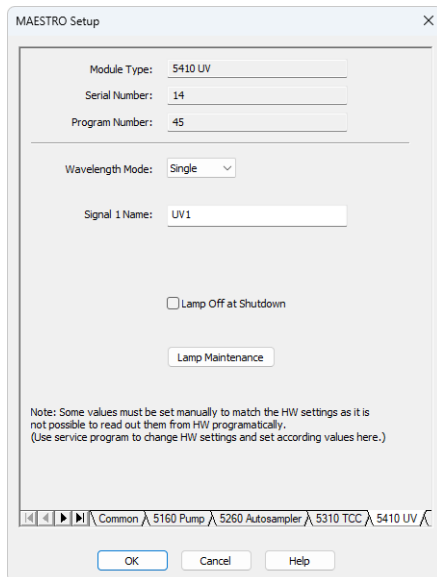 MAESTRO Setup
Module Type: 5410 UV
Serial Number: 14
Program Number: 45
Wavelength Mode: Single
Signal 1 Name: UV1
Lamp Off at Shutdown
Lamp Maintenance
Note: Some values must be set manually to match the HW settings as it is
not possible to read out them from HW programatically.
(Use service program to change HW settings and set according values here.)
Common 5160 Pump 5260 Autosampler 5310 TCC 5410 UV
OK Cancel Help